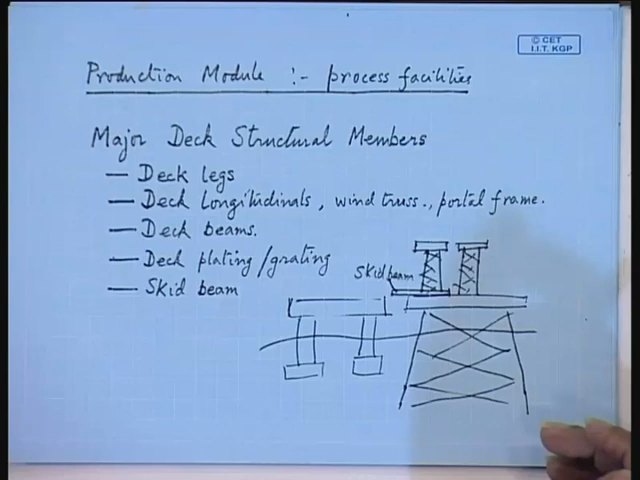 © CET
I.I.T. KGP
Production Module :- process facilities
Major Deck Structural Members
— Deck legs
— Deck longitudinals, wind truss., portal frame.
— Deck beams.
— Deck plating/grating
— Skid beam
Skid beam